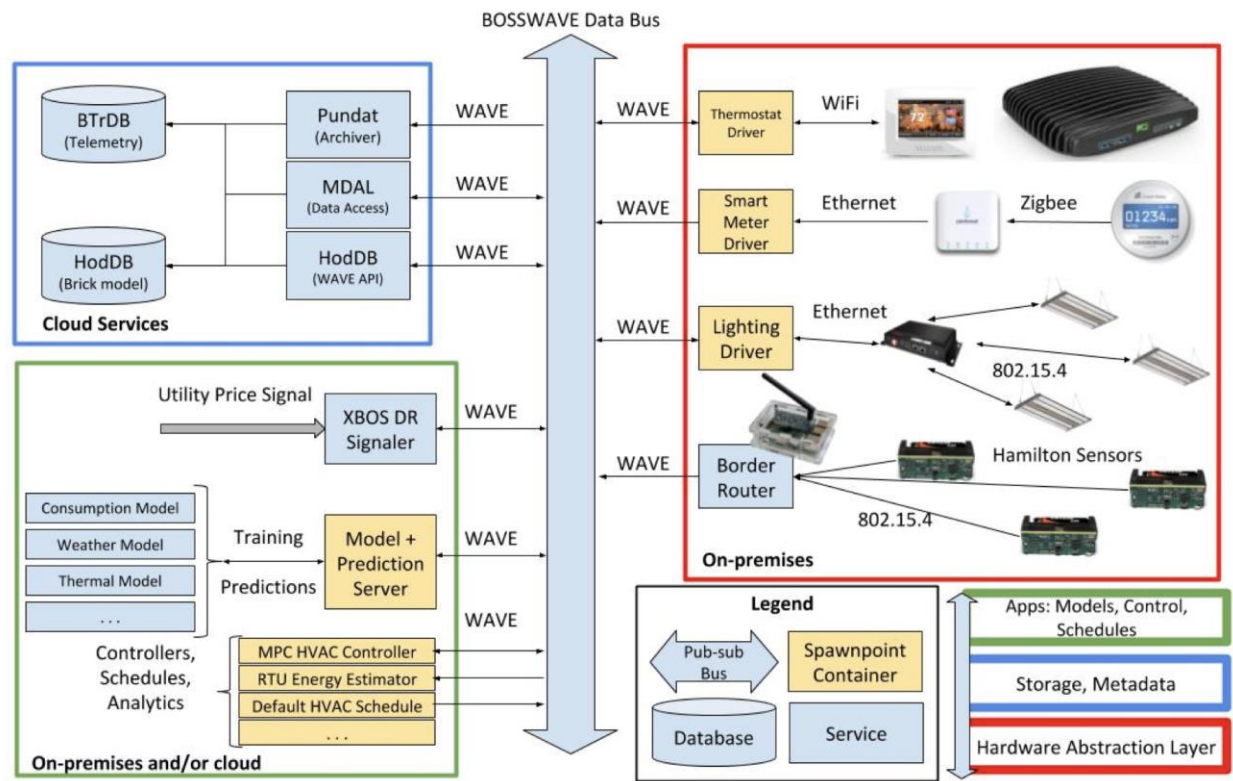 BOSSWAVE Data Bus
BTrDB
(Telemetry)
HodDB
(Brick model)
Pundat
(Archiver)
MDAL
(Data Access)
HodDB
(WAVE API)
WAVE
WAVE
WAVE
Cloud Services
WAVE
Thermostat
Driver
WiFi
72
WAVE
Smart
Meter
Driver
Ethernet
Zigbee
01234
WAVE
Lighting
Driver
Ethernet
802.15.4
WAVE
Border
Router
Hamilton Sensors
802.15.4
On-premises
Utility Price Signal
XBOS DR
Signaler
WAVE
Consumption Model
Weather Model
Thermal Model
. . .
Training
Predictions
Model +
Prediction
Server
WAVE
Controllers,
Schedules,
Analytics
WAVE
MPC HVAC Controller
RTU Energy Estimator
Default HVAC Schedule
. . .
On-premises and/or cloud
Legend
Pub-sub
Bus
Spawnpoint
Container
Database
Service
Apps: Models, Control,
Schedules
Storage, Metadata
Hardware Abstraction Layer